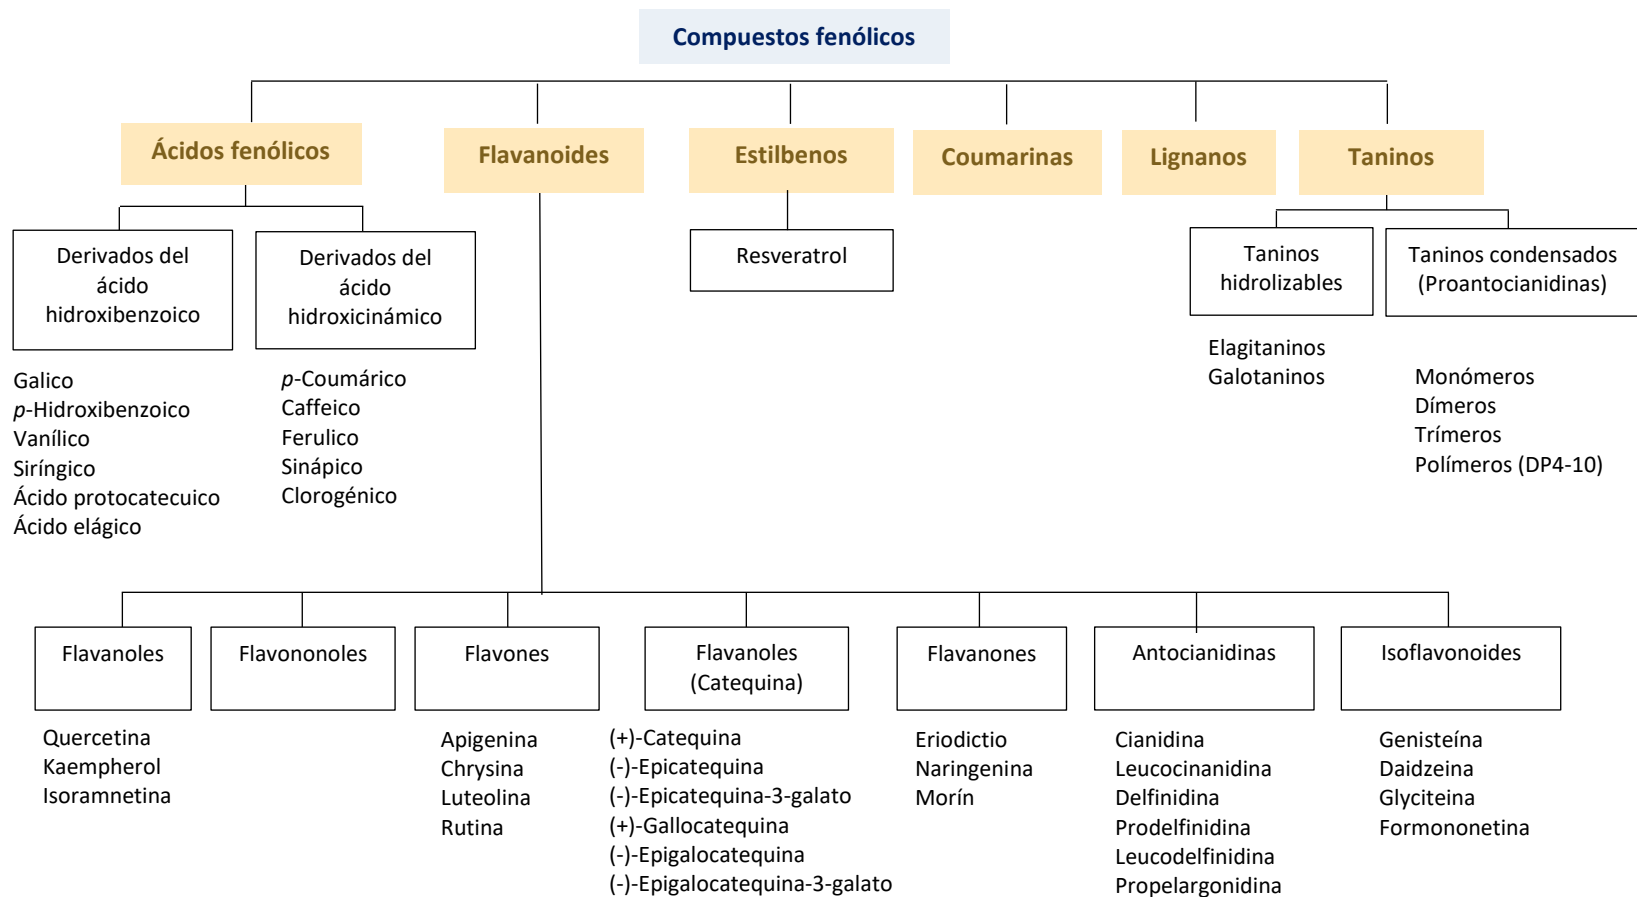 Compuestos fenólicos
Ácidos fenólicos
Flavanoides
Estilbenos
Coumarinas
Lignanos
Taninos
Derivados del
ácido
hidroxibenzoico
Derivados del
ácido
hidroxicinámico
Resveratrol
Taninos
hidrolizables
Taninos condensados
(Proantocianidinas)
Galico
p-Hidroxibenzoico
Vanílico
Siríngico
Ácido protocatecuico
Ácido elágico
p-Coumárico
Caffeico
Ferulico
Sinápico
Clorogénico
Elagitaninos
Galotaninos
Monómeros
Dímeros
Trímeros
Polímeros (DP4-10)
Flavanoles
Flavononoles
Flavones
Flavanoles
(Catequina)
Flavanones
Antocianidinas
Isoflavonoides
Quercetina
Kaempherol
Isoramnetina
Apigenina
Chrysina
Luteolina
Rutina
(+)-Catequina
(-)-Epicatequina
(-)-Epicatequina-3-galato
(+)-Gallocatequina
(-)-Epigalocatequina
(-)-Epigalocatequina-3-galato
Eriodictio
Naringenina
Morín
Cianidina
Leucocinanidina
Delfinidina
Prodelfinidina
Leucodelfinidina
Propelargonidina
Genisteína
Daidzeina
Glyciteina
Formononetina